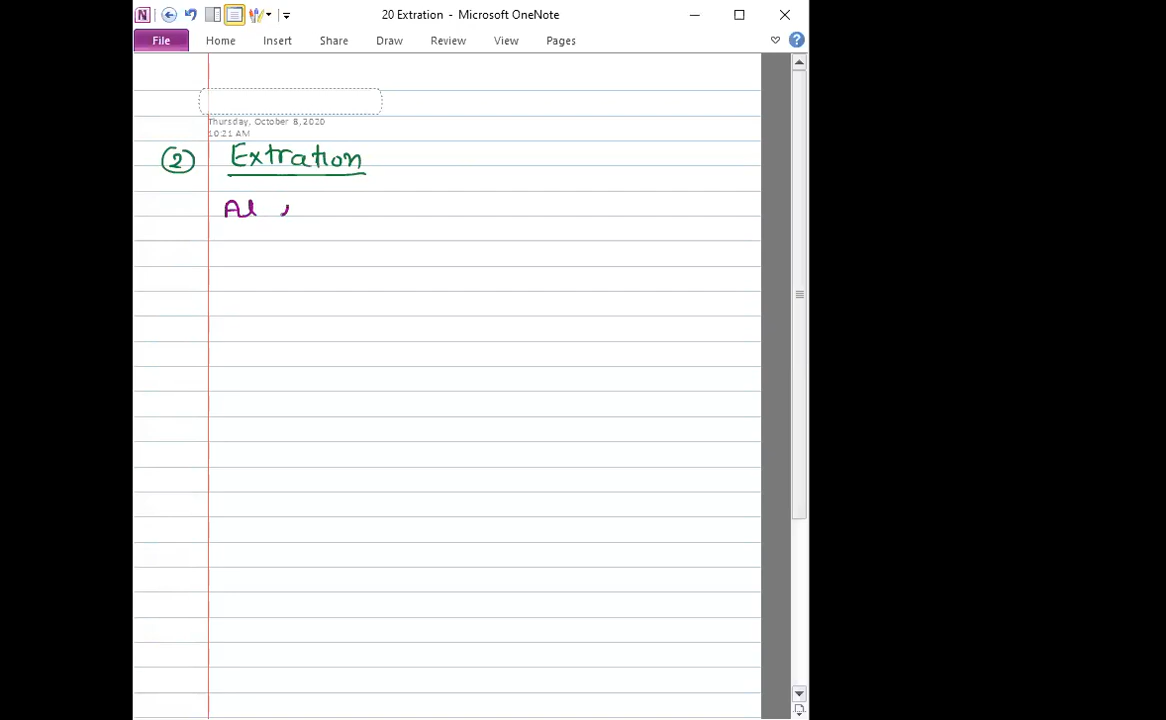 20 Extration - Microsoft OneNote
File Home Insert Share Draw Review View Pages
Thursday, October 8, 2020
10:21 AM
② Extration
Al ,